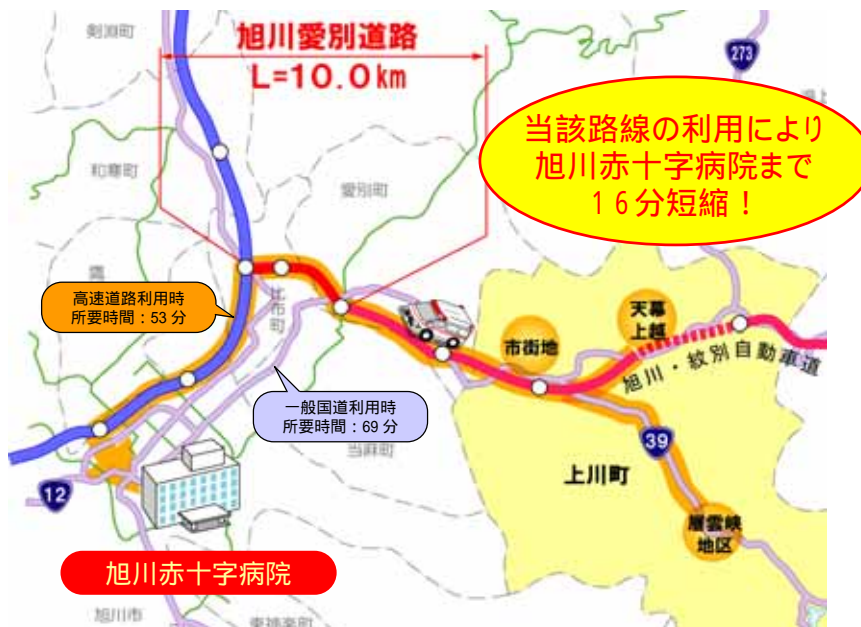 剣淵町
旭川愛別道路
L=10.0km
273
当該路線の利用により
旭川赤十字病院まで
16分短縮！
和寒町
愛別町
高速道路利用時
所要時間：53分
比布町
天幕
上越
市街地
旭川・紋別自動車道
一般国道利用時
所要時間：69分
当麻町
39
上川町
12
層雲峡
地区
旭川赤十字病院
旭川市
東神楽町